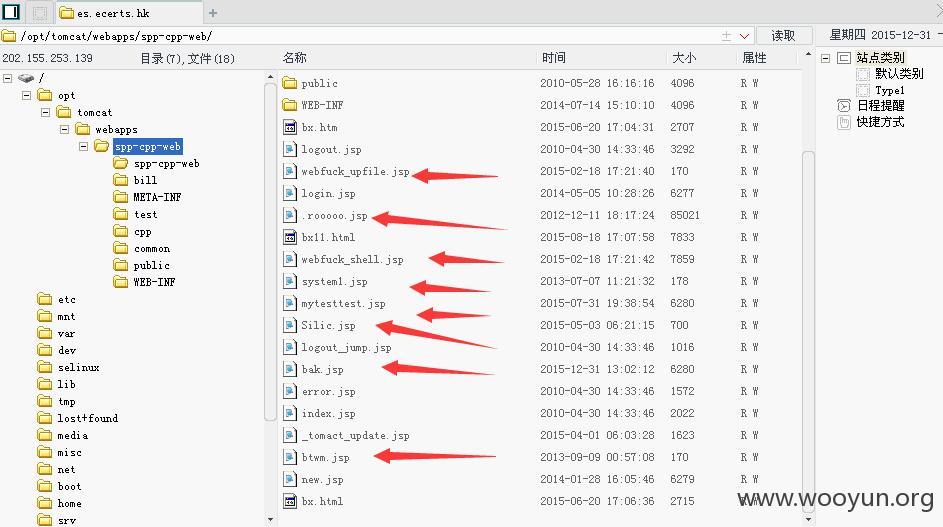 es.ecerts.hk
/opt/tomcat/webapps/spp-cpp-web/
读取
星期四 2015-12-31
202.155.253.139
目录(7),文件(18)
名称 时间 大小 属性
/
opt
tomcat
webapps
spp-cpp-web
spp-cpp-web
bill
META-INF
test
cpp
common
public
WEB-INF
etc
mnt
var
dev
selinux
lib
tmp
lost+found
media
misc
net
boot
home
srv
public 2010-05-28 16:16:16 4096 R W
WEB-INF 2014-07-14 15:10:10 4096 R W
bx.htm 2015-06-20 17:04:31 2707 R W
logout.jsp 2010-04-30 14:33:46 3292 R W
webfuck_upfile.jsp 2015-02-18 17:21:40 170 R W
login.jsp 2014-05-05 10:28:26 6277 R W
.rooooo.jsp 2012-12-11 18:17:24 85021 R W
bx11.html 2015-08-18 17:07:58 7833 R W
webfuck_shell.jsp 2015-02-18 17:21:42 7859 R W
system1.jsp 2013-07-07 11:21:32 178 R W
mytesttest.jsp 2015-07-31 19:38:54 6280 R W
Silic.jsp 2015-05-03 06:21:15 700 R W
logout_jump.jsp 2010-04-30 14:33:46 1016 R W
bak.jsp 2015-12-31 13:02:12 6280 R W
error.jsp 2010-04-30 14:33:46 1572 R W
index.jsp 2010-04-30 14:33:46 2022 R W
_tomact_update.jsp 2015-04-01 06:03:28 1623 R W
btwm.jsp 2013-09-09 00:57:08 170 R W
new.jsp 2014-01-28 16:05:46 6279 R W
bx.html 2015-06-20 17:06:36 2715 R W
站点类别
默认类别
Type1
日程提醒
快捷方式
www.wooyun.org